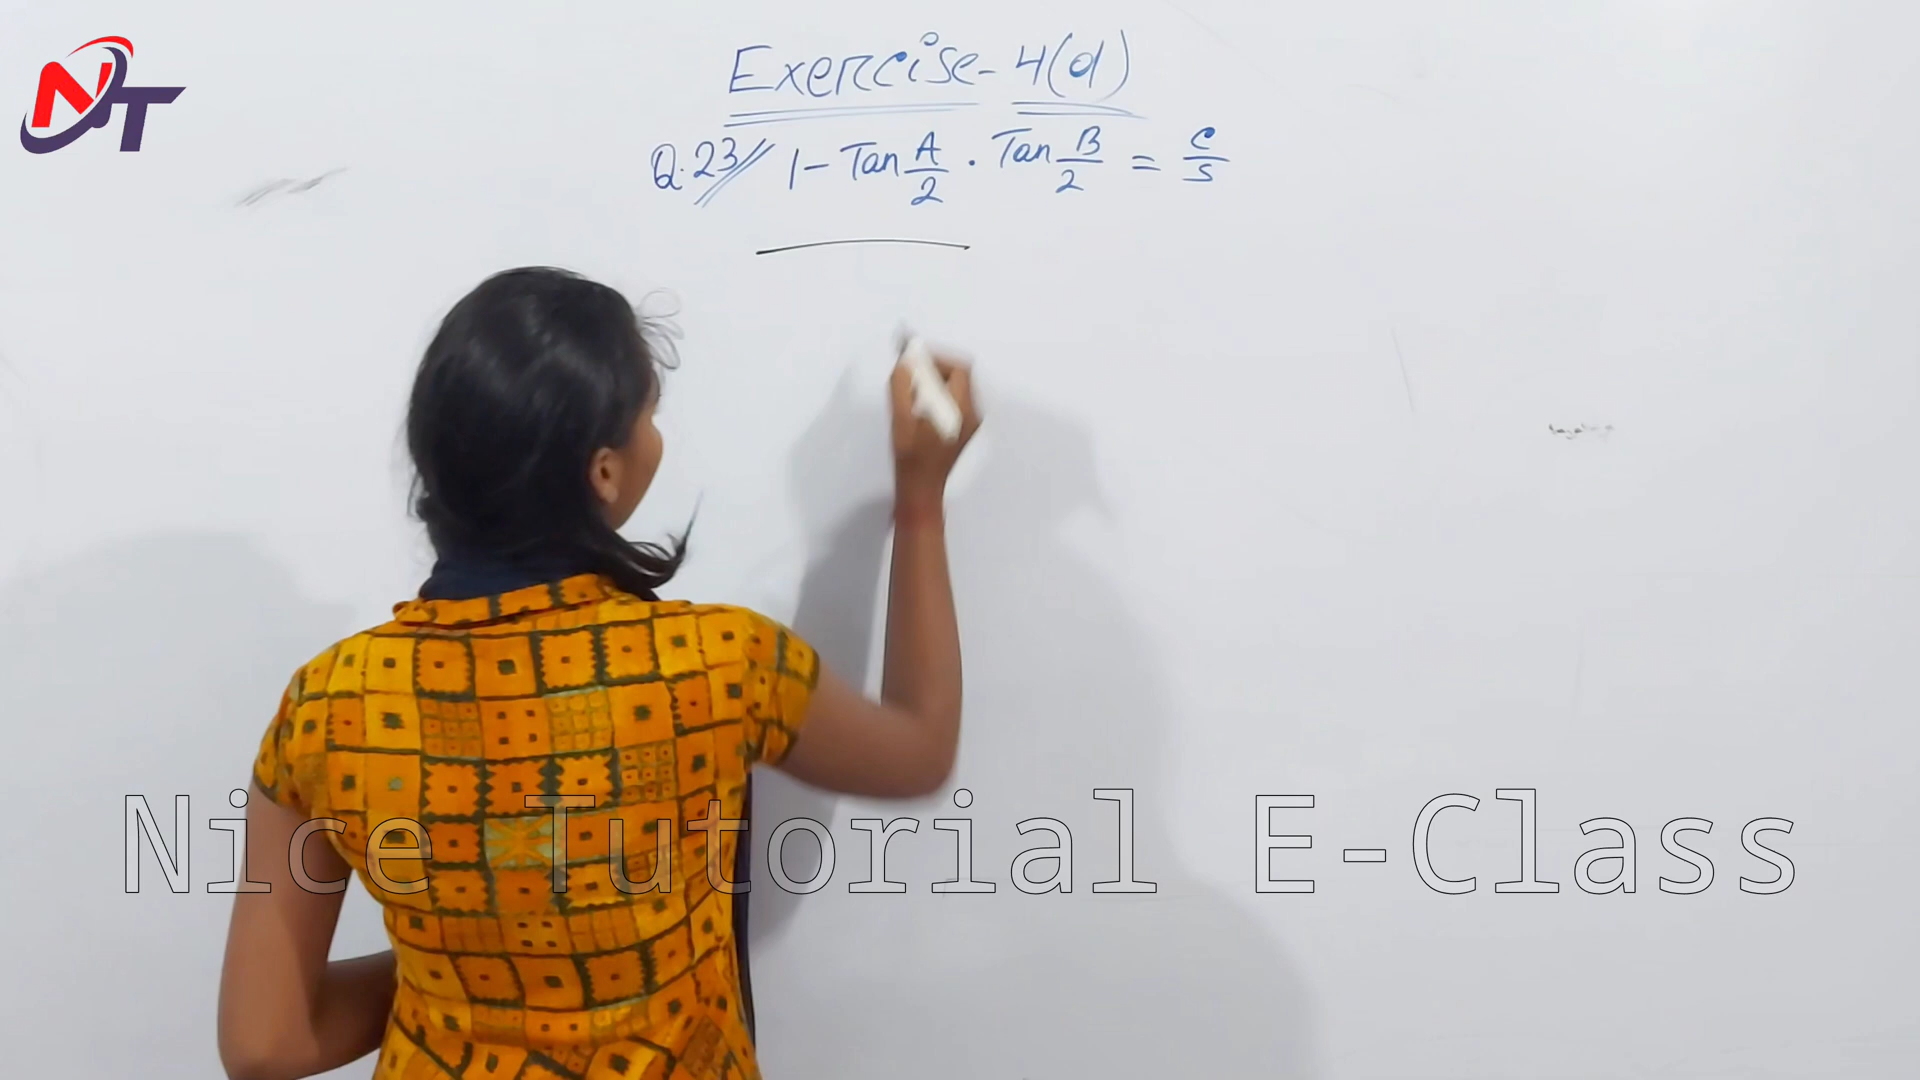 NT
Exercise- 4(d)
Q.23// 1 - Tan A/2 . Tan B/2 = c/s
Nice Tutorial E-Class